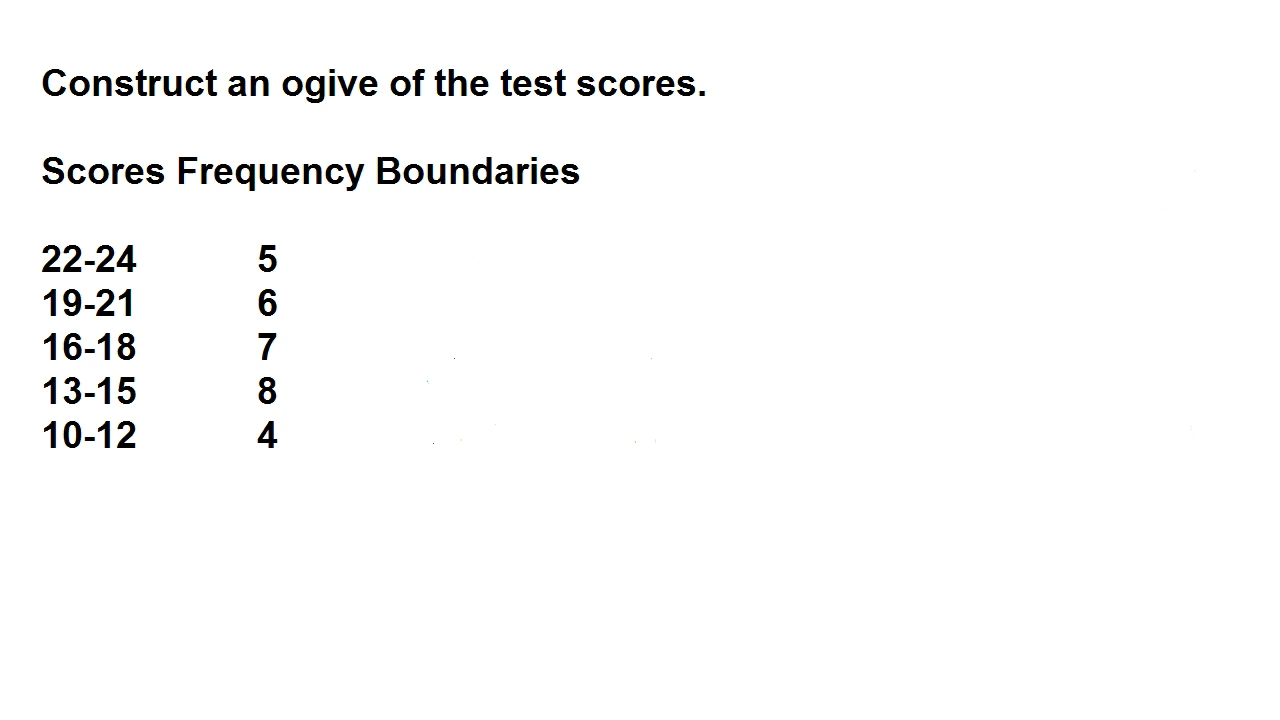 Construct an ogive of the test scores.
Scores Frequency Boundaries
22-24 5
19-21 6
16-18 7
13-15 8
10-12 4